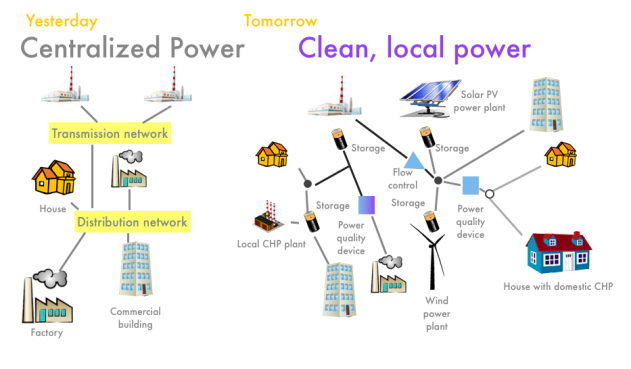 Yesterday
Centralized Power
Transmission network
House
Distribution network
Commercial
building
Factory
Tomorrow
Clean, local power
Solar PV
power plant
Storage
Storage
Flow
control
Storage
Storage
Power
quality
device
Power
quality
device
Local CHP plant
Wind
power
plant
House with domestic CHP